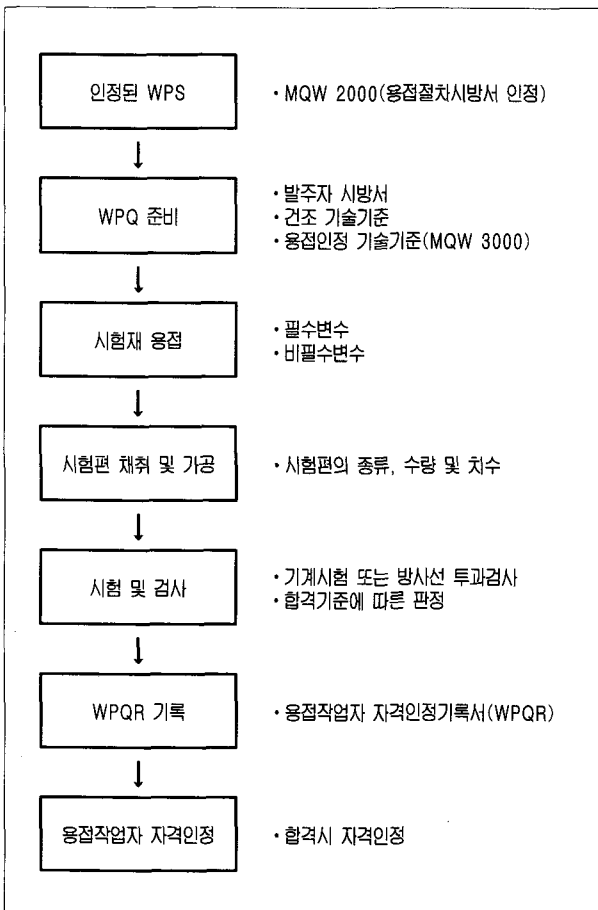 인정된 WPS
· MQW 2000(용접절차시방서 인정)
WPQ 준비
· 발주자 시방서
· 건조 기술기준
· 용접인정 기술기준(MQW 3000)
시험재 용접
· 필수변수
· 비필수변수
시험편 채취 및 가공
· 시험편의 종류, 수량 및 치수
시험 및 검사
· 기계시험 또는 방사선 투과검사
· 합격기준에 따른 판정
WPQR 기록
· 용접작업자 자격인정기록서(WPQR)
용접작업자 자격인정
· 합격시 자격인정